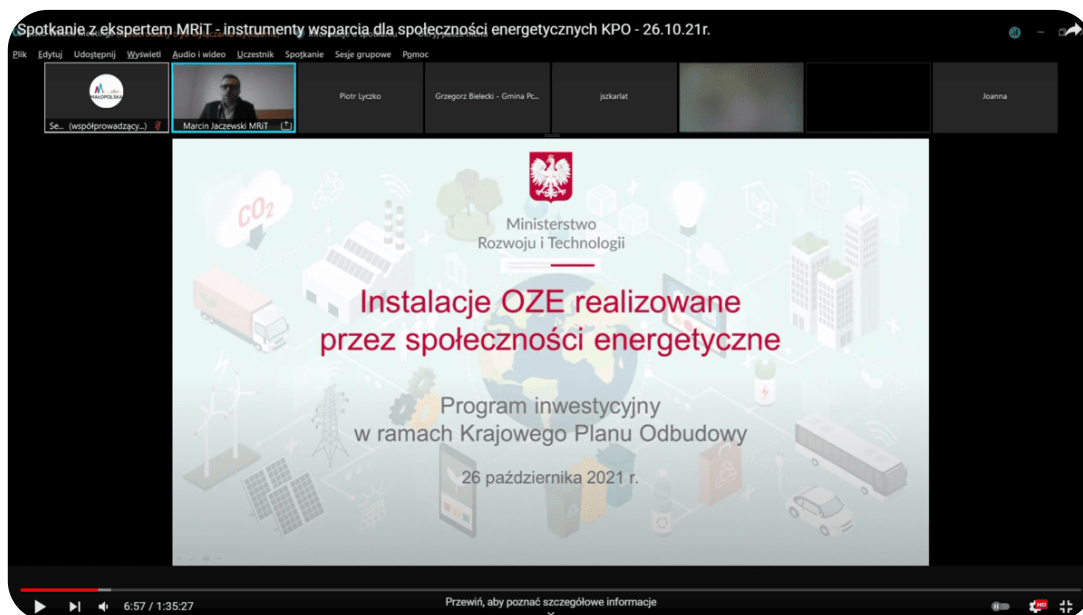 Spotkanie z ekspertem MRiT - instrumenty wsparcia dla społeczności energetycznych KPO - 26.10.21r.
Plik Edytuj Udostępnij Wyświetl Audio i wideo Uczestnik Spotkanie Sesje grupowe Pomoc
MAŁOPOLSKA
Piotr Lyczko
Grzegorz Bielecki - Gmina Pc...
jszkarlat
Joanna
Se... (współprowadzący...)
Marcin Jaczewski MRiT
CO2
Ministerstwo
Rozwoju i Technologii
Instalacje OZE realizowane
przez społeczności energetyczne
Program inwestycyjny
w ramach Krajowego Planu Odbudowy
26 października 2021 r.
6:57 / 1:35:27
Przewiń, aby poznać szczegółowe informacje
HD